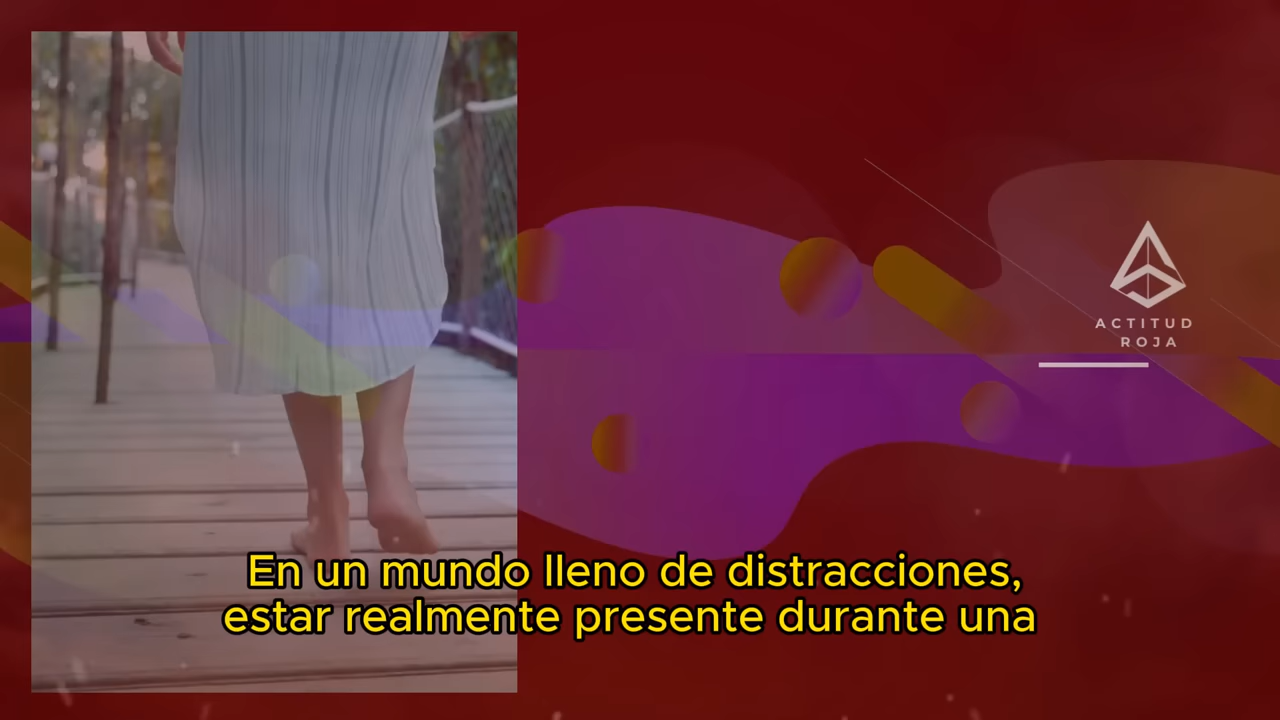 ACTITUD
ROJA
En un mundo lleno de distracciones,
estar realmente presente durante una